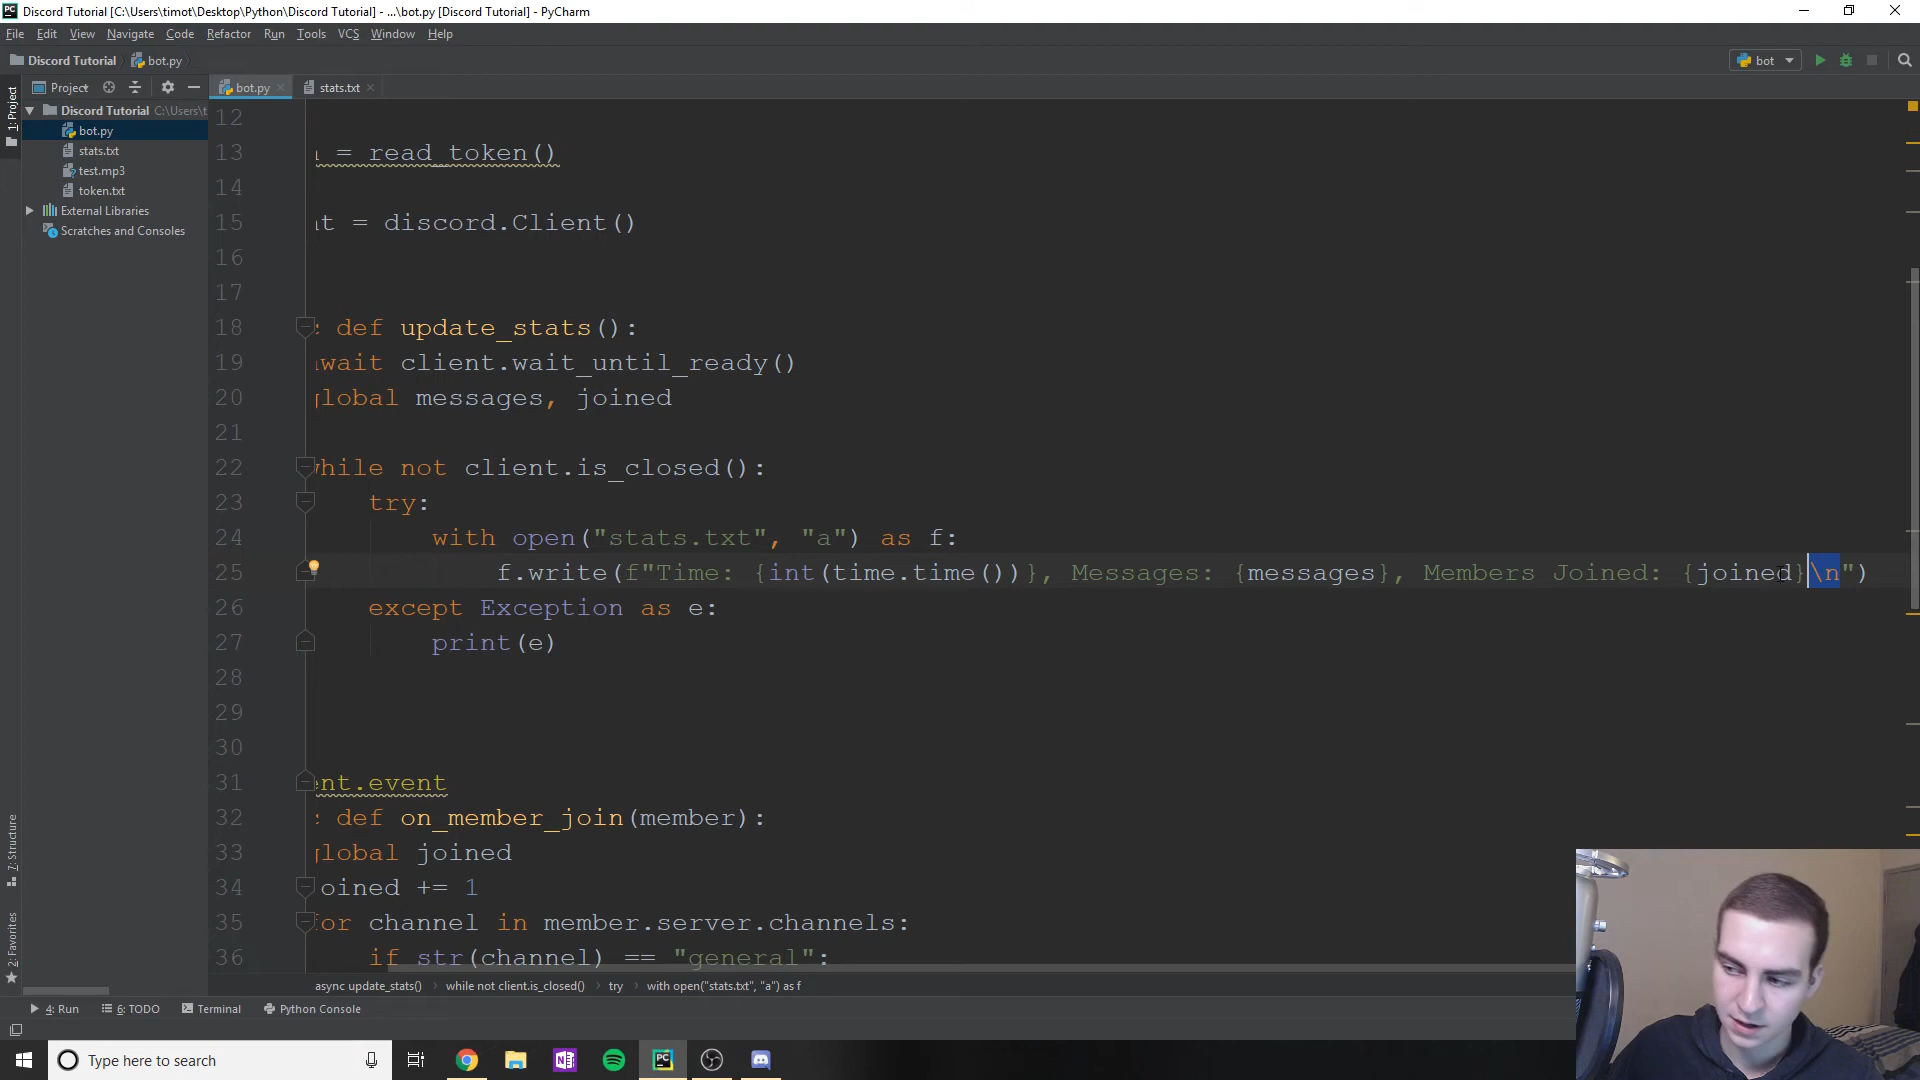 Discord Tutorial [C:\Users\timot\Desktop\Python\Discord Tutorial] - ...\bot.py [Discord Tutorial] - PyCharm
File Edit View Navigate Code Refactor Run Tools VCS Window Help
Discord Tutorial bot.py bot
1: Project
Project
bot.py
stats.txt
Discord Tutorial C:\Users\t
bot.py
stats.txt
test.mp3
token.txt
External Libraries
Scratches and Consoles
12
13 = read_token()
14
15 nt = discord.Client()
16
17
18 def update_stats():
19 await client.wait_until_ready()
20 global messages, joined
21
22 while not client.is_closed():
23 try:
24 with open("stats.txt", "a") as f:
25 f.write(f"Time: {int(time.time())}, Messages: {messages}, Members Joined: {joined}\n")
26 except Exception as e:
27 print(e)
28
29
30
31 ent.event
32 def on_member_join(member):
33 global joined
34 joined += 1
35 for channel in member.server.channels:
36 if str(channel) == "general":
7: Structure
2: Favorites
async update_stats() while not client.is_closed() try with open("stats.txt", "a") as f
4: Run 6: TODO Terminal Python Console
Type here to search